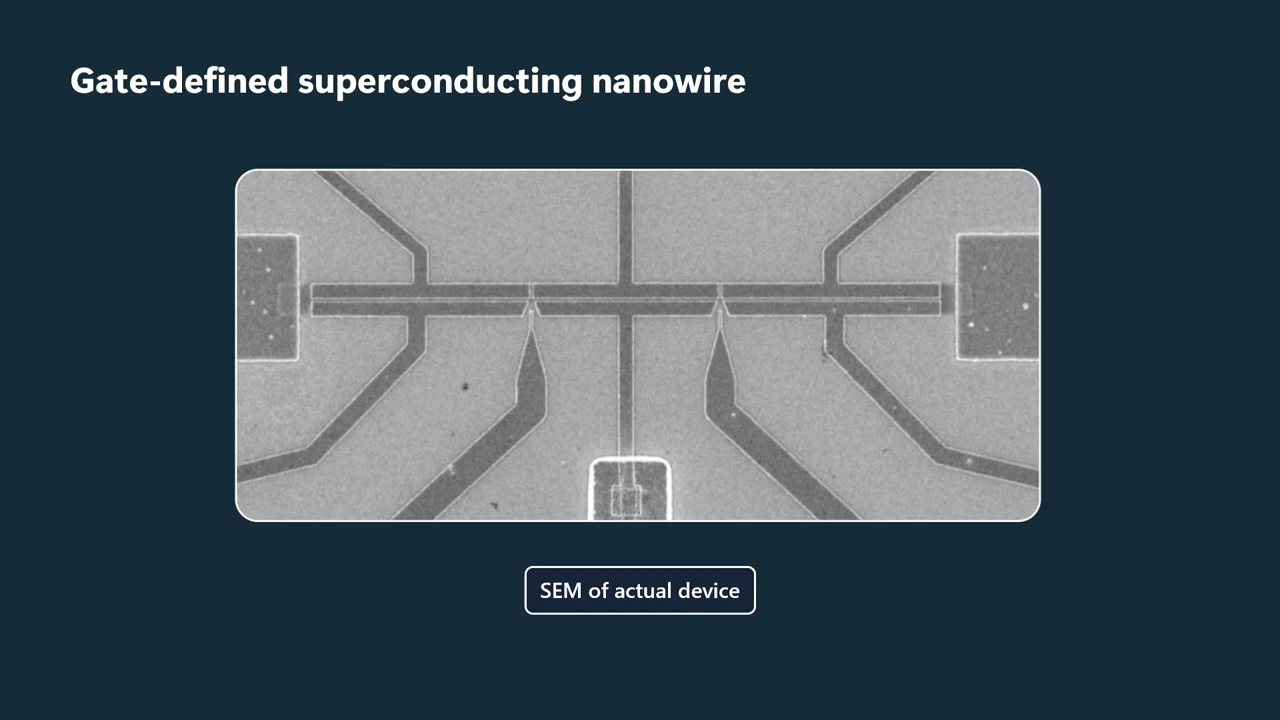 Gate-defined superconducting nanowire
SEM of actual device